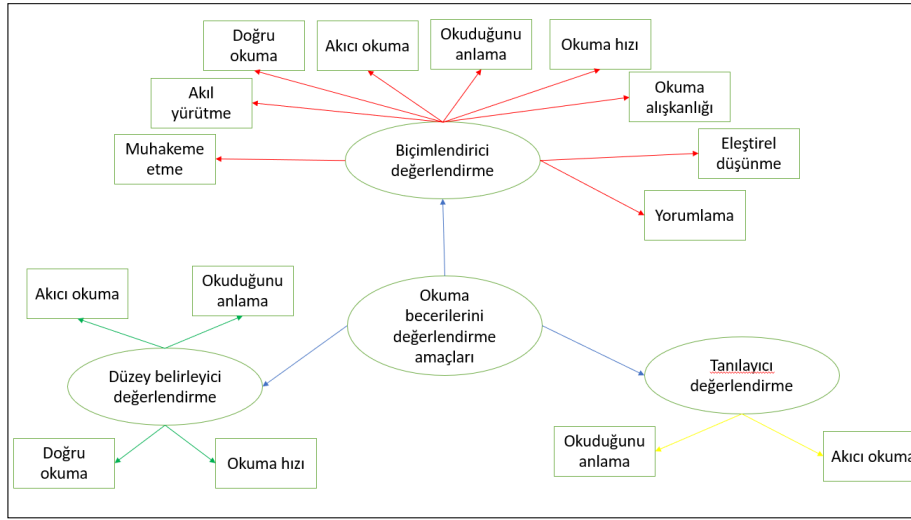 Doğru
okuma
Akıcı okuma
Okuduğunu
anlama
Okuma hızı
Akıl
yürütme
Okuma
alışkanlığı
Muhakeme
etme
Biçimlendirici
değerlendirme
Eleştirel
düşünme
Yorumlama
Akıcı okuma
Okuduğunu
anlama
Okuma
becerilerini
değerlendirme
amaçları
Düzey belirleyici
değerlendirme
Tanılayıcı
değerlendirme
Doğru
okuma
Okuma hızı
Okuduğunu
anlama
Akıcı okuma